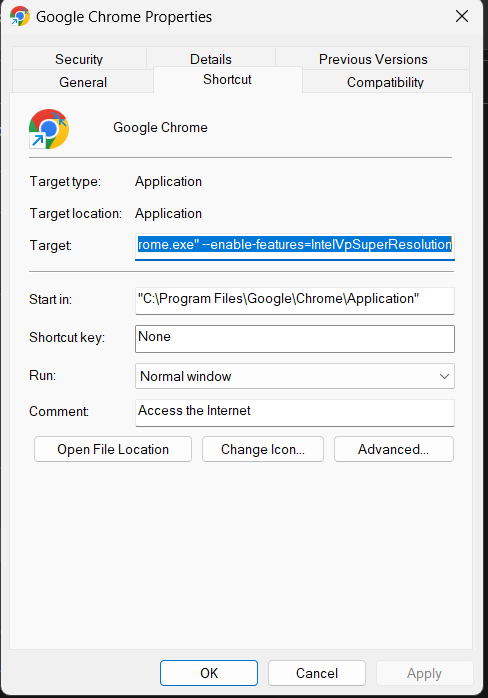 Google Chrome Properties
Security Details Previous Versions
General Shortcut Compatibility
Google Chrome
Target type: Application
Target location: Application
Target: rome.exe" --enable-features=IntelVpSuperResolution
Start in: "C:\Program Files\Google\Chrome\Application"
Shortcut key: None
Run: Normal window
Comment: Access the Internet
Open File Location Change Icon... Advanced...
OK Cancel Apply